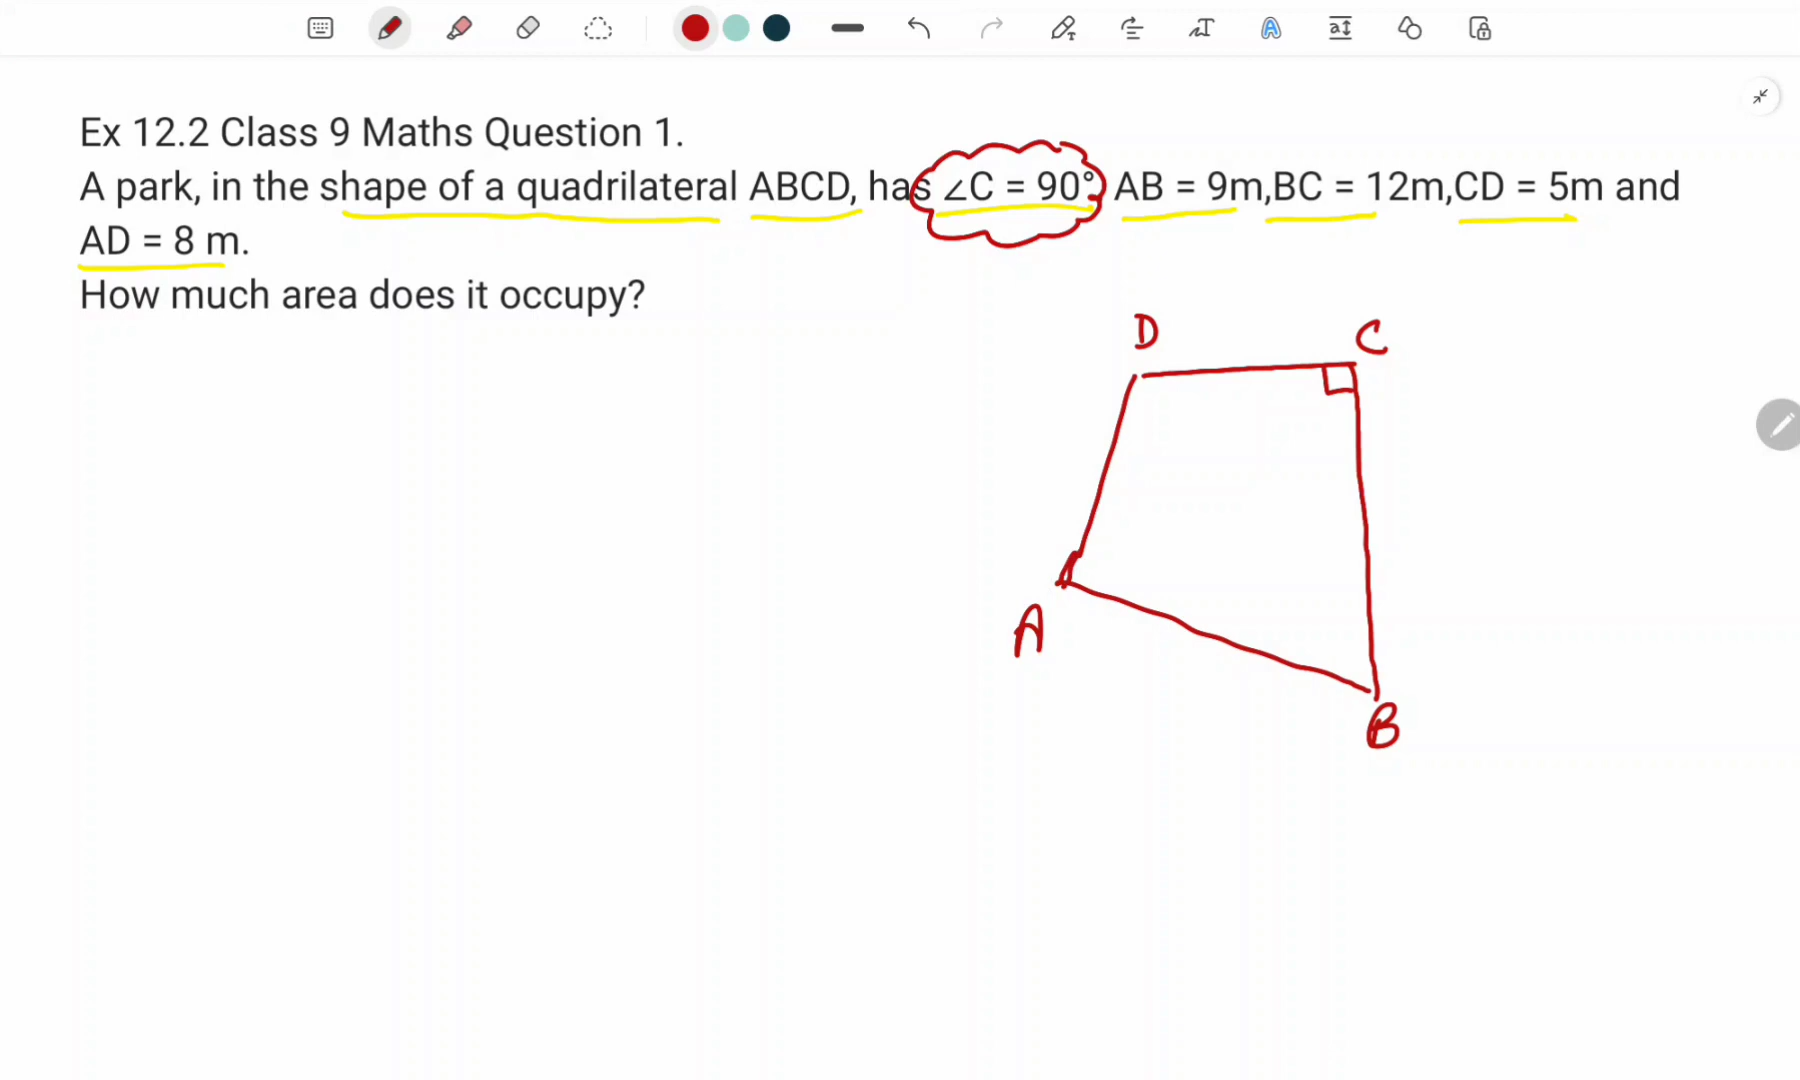 Ex 12.2 Class 9 Maths Question 1.
A park, in the shape of a quadrilateral ABCD, has ∠C = 90°, AB = 9m,BC = 12m,CD = 5m and
AD = 8 m.
How much area does it occupy?
D
C
A
B